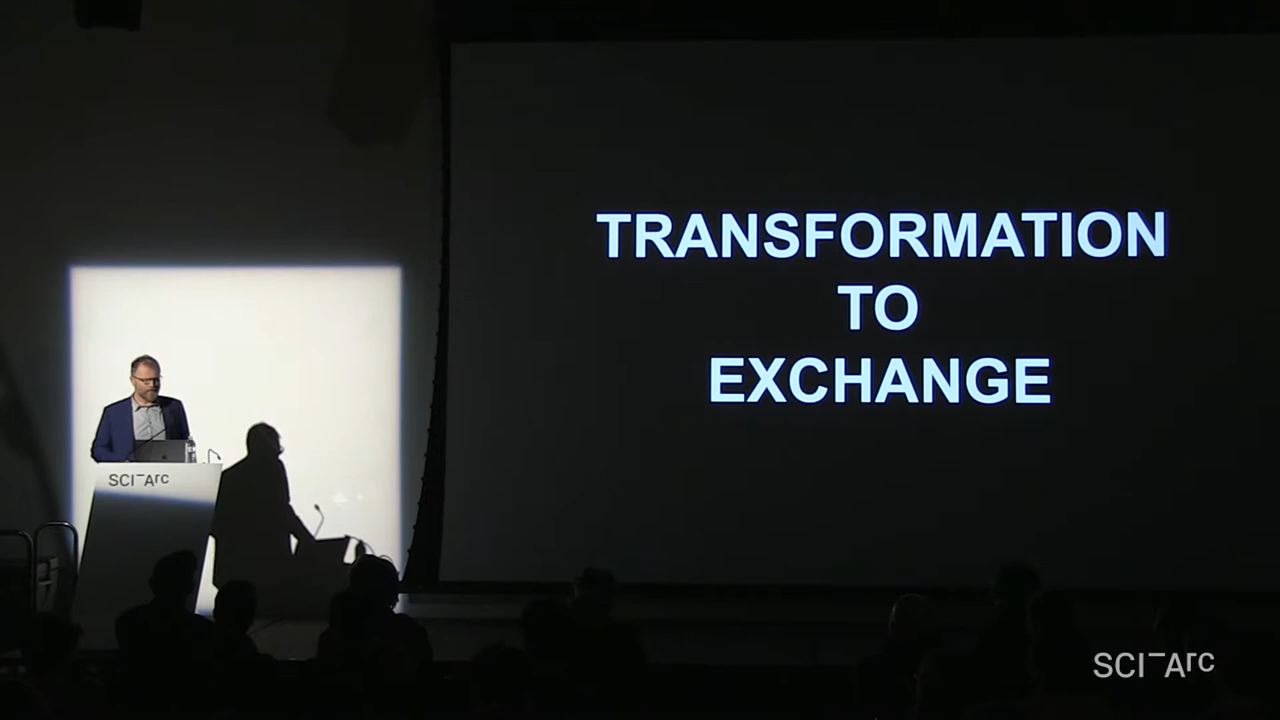 TRANSFORMATION
TO
EXCHANGE
SCI-Arc
SCI-Arc